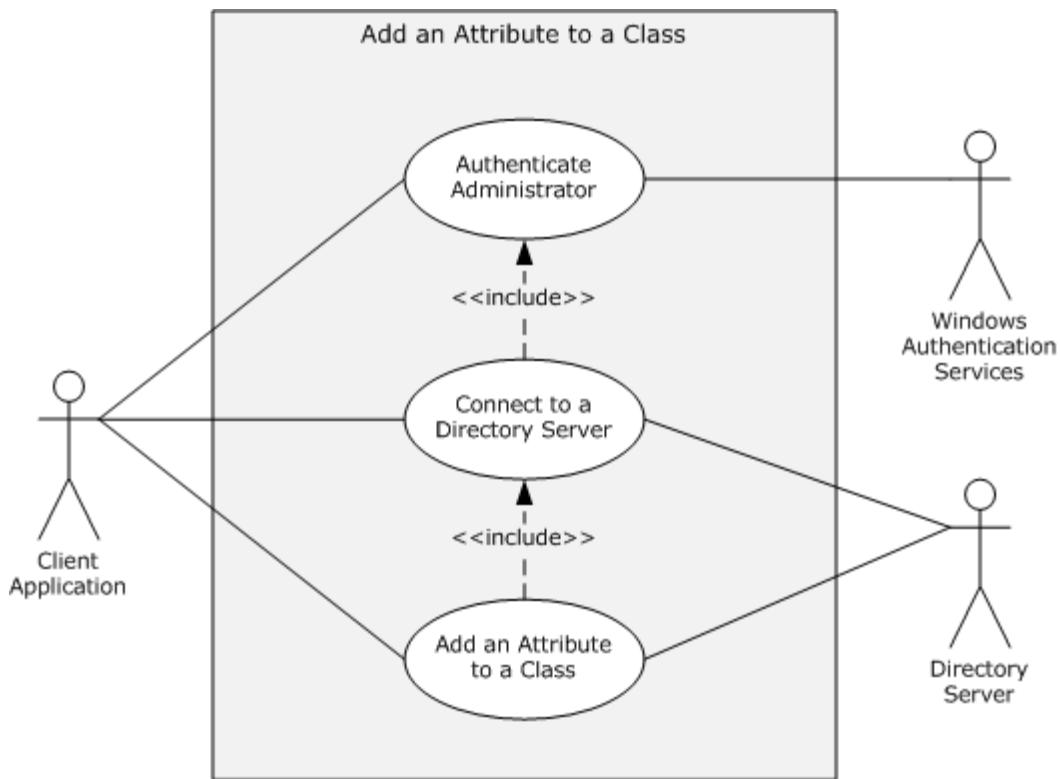 Add an Attribute to a Class
Authenticate
Administrator
<<include>>
Windows
Authentication
Services
Connect to a
Directory Server
<<include>>
Client
Application
Add an Attribute
to a Class
Directory
Server